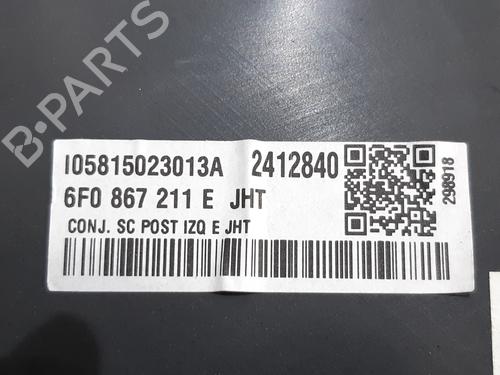 B-PARTS
I05815023013A 2412840
6F0 867 211 E JHT
CONJ. SC POST IZQ E JHT
298918